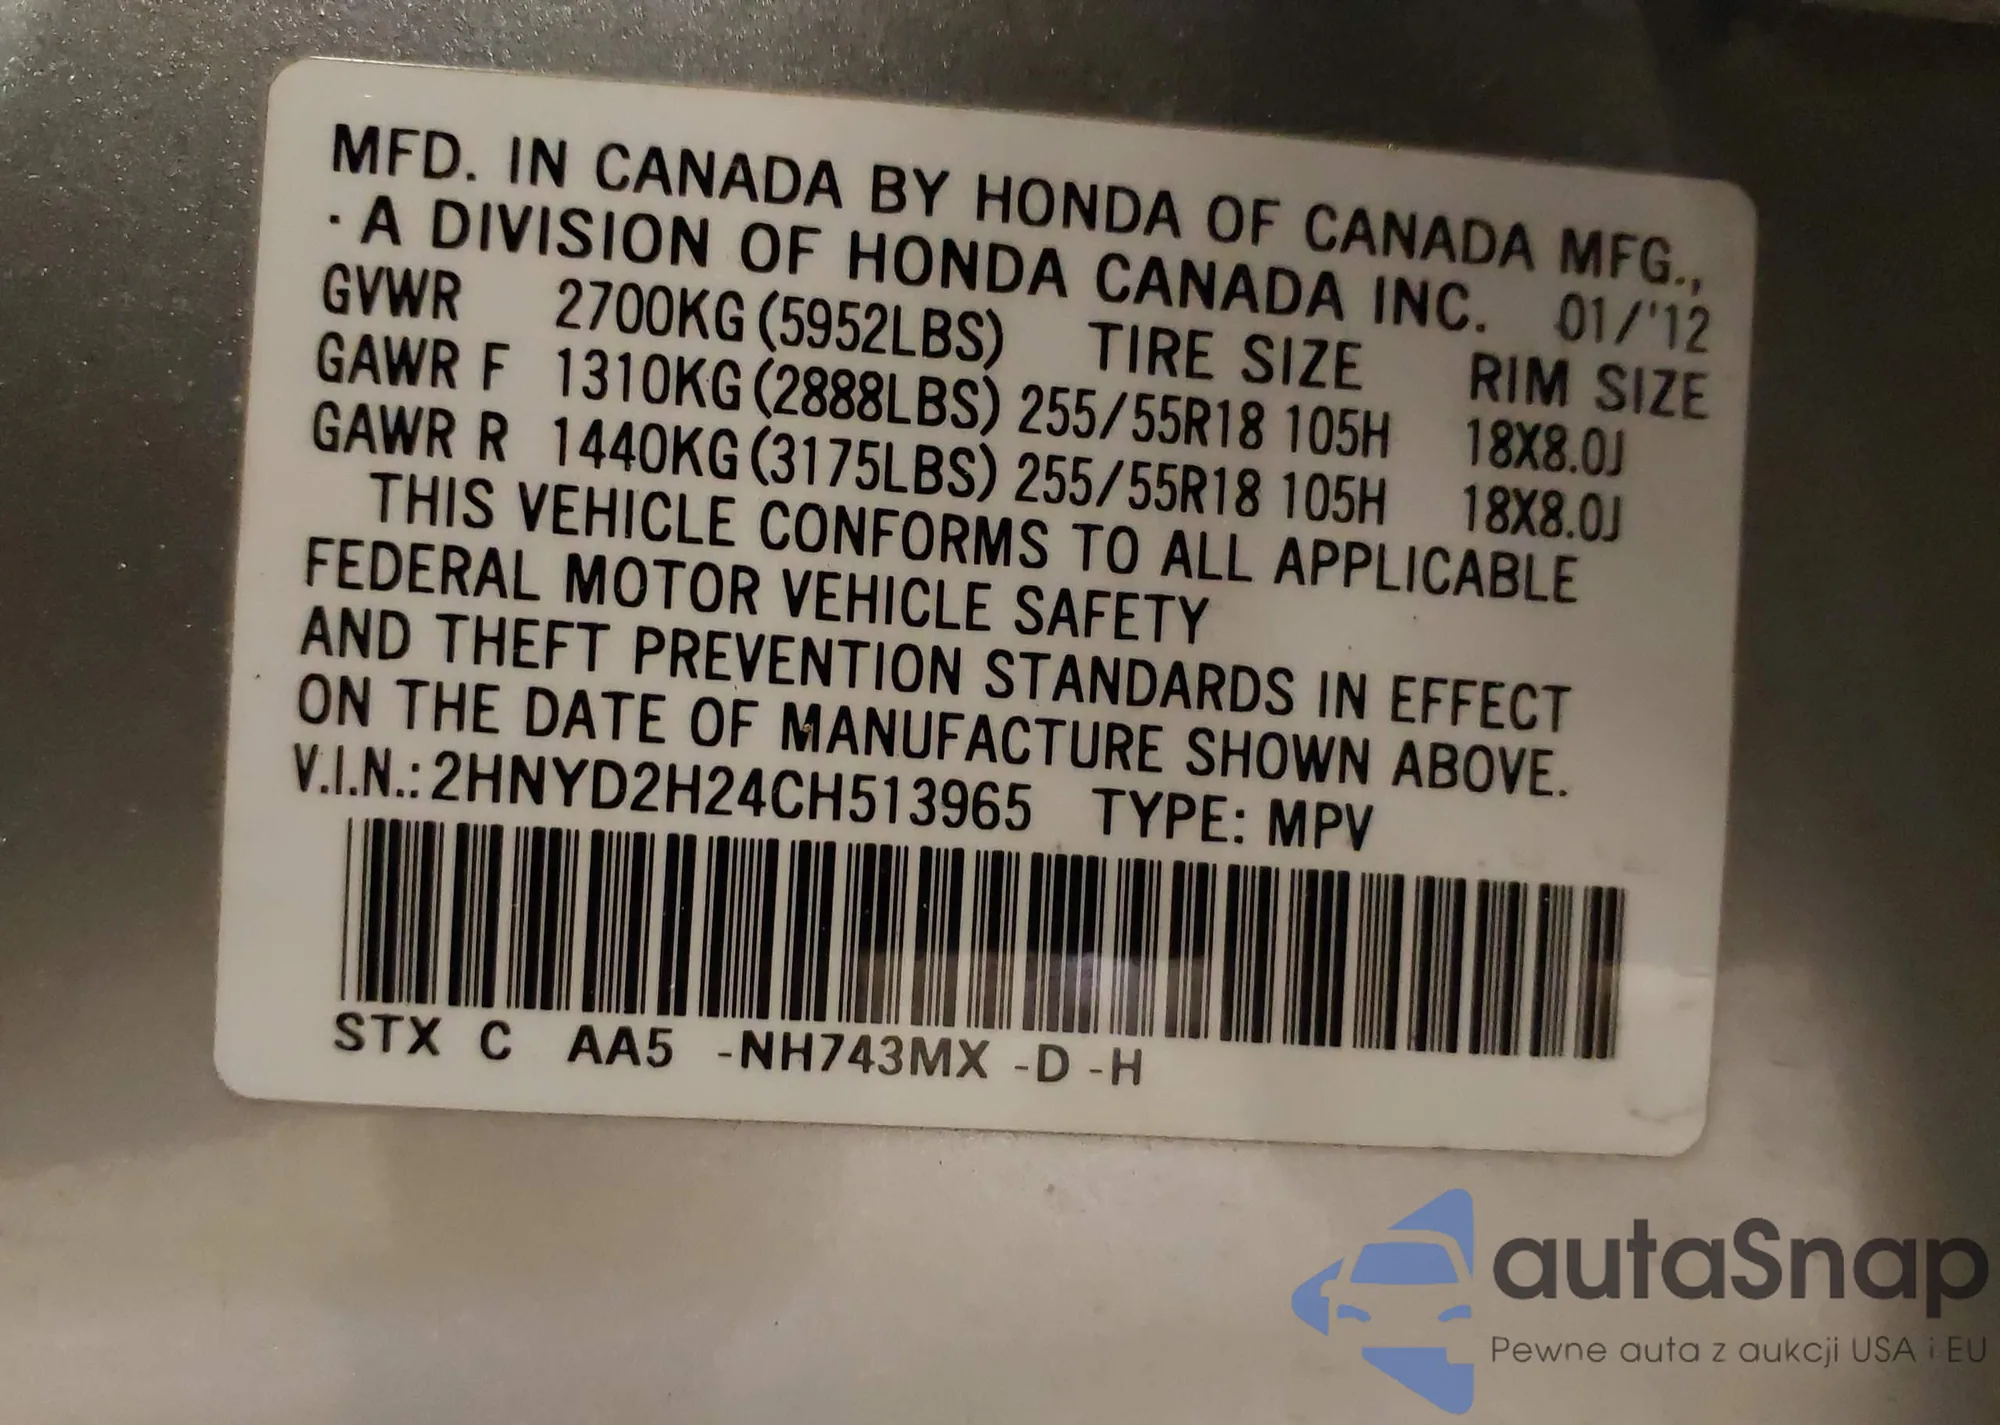 MFD. IN CANADA BY HONDA OF CANADA MFG.,
· A DIVISION OF HONDA CANADA INC. 01/'12
GVWR 2700KG (5952LBS) TIRE SIZE RIM SIZE
GAWR F 1310KG (2888LBS) 255/55R18 105H 18X8.0J
GAWR R 1440KG (3175LBS) 255/55R18 105H 18X8.0J
THIS VEHICLE CONFORMS TO ALL APPLICABLE
FEDERAL MOTOR VEHICLE SAFETY
AND THEFT PREVENTION STANDARDS IN EFFECT
ON THE DATE OF MANUFACTURE SHOWN ABOVE.
V.I.N.: 2HNYD2H24CH513965 TYPE: MPV
STX C AA5 -NH743MX -D -H
autaSnap
Pewne auta z aukcji USA i EU